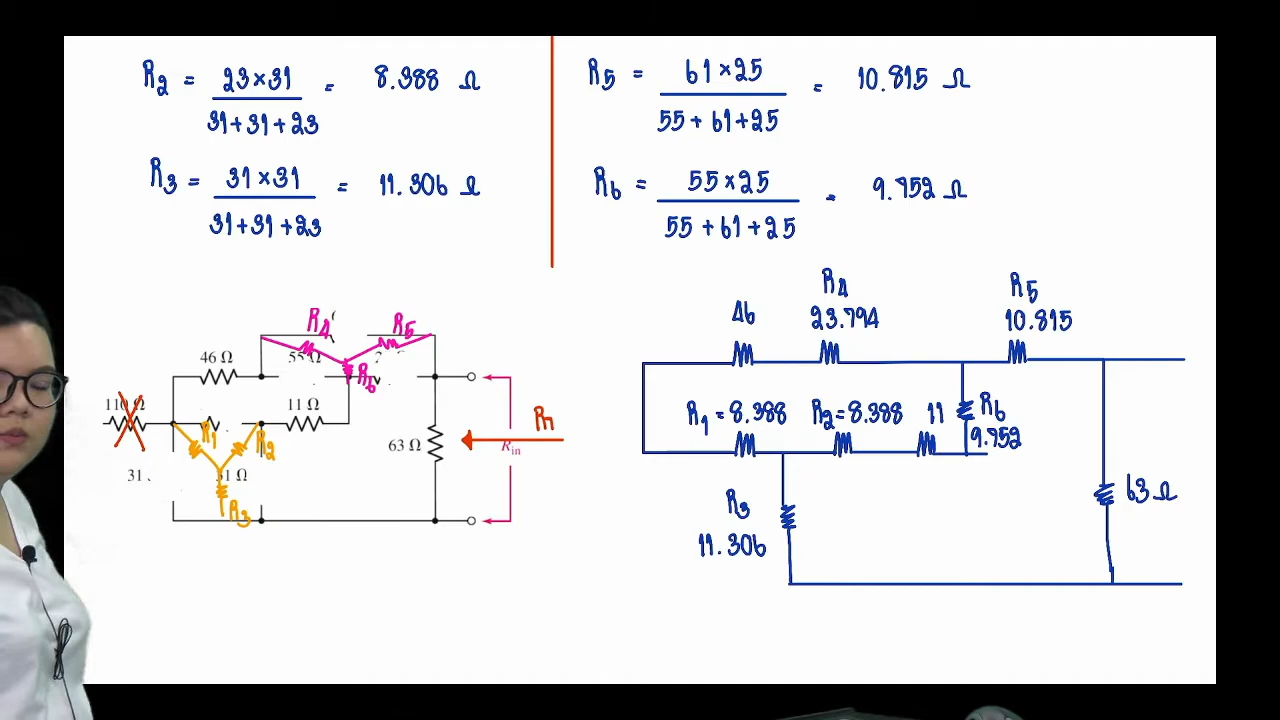 R2 = 23×31 / 31+31+23 = 8.388 Ω
R3 = 31×31 / 31+31+23 = 11.306 Ω
R5 = 61×25 / 55+61+25 = 10.815 Ω
R6 = 55×25 / 55+61+25 = 9.752 Ω
R4 R5
46 Ω 55 Ω R6
110 Ω R1 R2 11 Ω
31 31 Ω R3
63 Ω Rin R
R4 R5
46 23.794 10.815
R1 = 8.388 R2 = 8.388 11 R6
9.752
R3 63 Ω
11.306